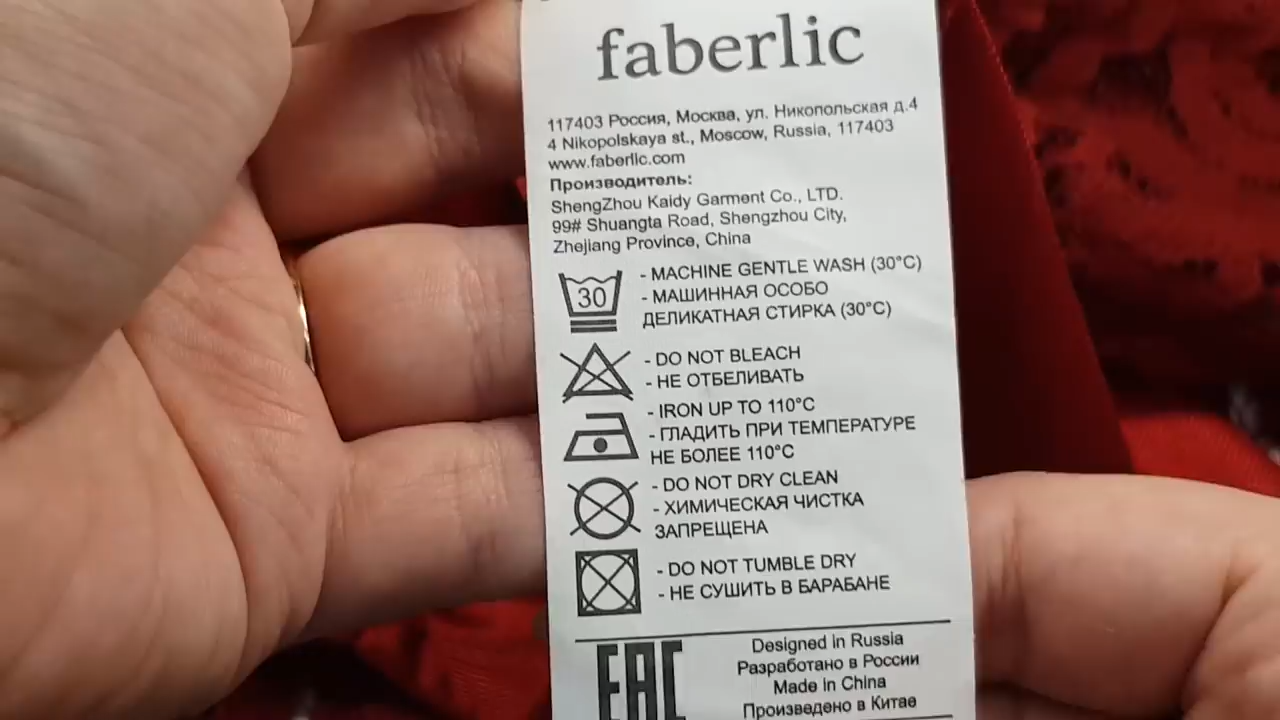 faberlic
117403 Россия, Москва, ул. Никопольская д.4
4 Nikopolskaya st., Moscow, Russia, 117403
www.faberlic.com
Производитель:
ShengZhou Kaidy Garment Co., LTD.
99# Shuangta Road, Shengzhou City,
Zhejiang Province, China
30
- MACHINE GENTLE WASH (30°C)
- МАШИННАЯ ОСОБО
ДЕЛИКАТНАЯ СТИРКА (30°C)
- DO NOT BLEACH
- НЕ ОТБЕЛИВАТЬ
- IRON UP TO 110°C
- ГЛАДИТЬ ПРИ ТЕМПЕРАТУРЕ
НЕ БОЛЕЕ 110°C
- DO NOT DRY CLEAN
- ХИМИЧЕСКАЯ ЧИСТКА
ЗАПРЕЩЕНА
- DO NOT TUMBLE DRY
- НЕ СУШИТЬ В БАРАБАНЕ
EAC
Designed in Russia
Разработано в России
Made in China
Произведено в Китае